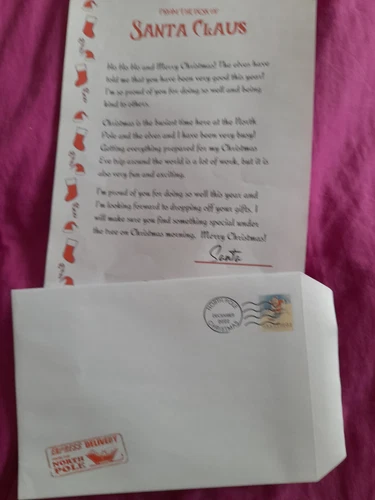 FROM THE DESK OF
SANTA CLAUS
Ho Ho Ho and Merry Christmas! The elves have
told me that you have been very good this year!
I'm so proud of you for doing so well and being
kind to others.
Christmas is the busiest time here at the North
Pole and the elves and I have been very busy!
Getting everything prepared for my Christmas
Eve trip around the world is a lot of work, but it is
also very fun and exciting.
I'm proud of you for doing so well this year and
I'm looking forward to dropping off your gifts. I
will make sure you find something special under
the tree on Christmas morning. Merry Christmas!
Santa
NORTH POLE
DECEMBER
CHRISTMAS
EXPRESS DELIVERY
NORTH
POLE